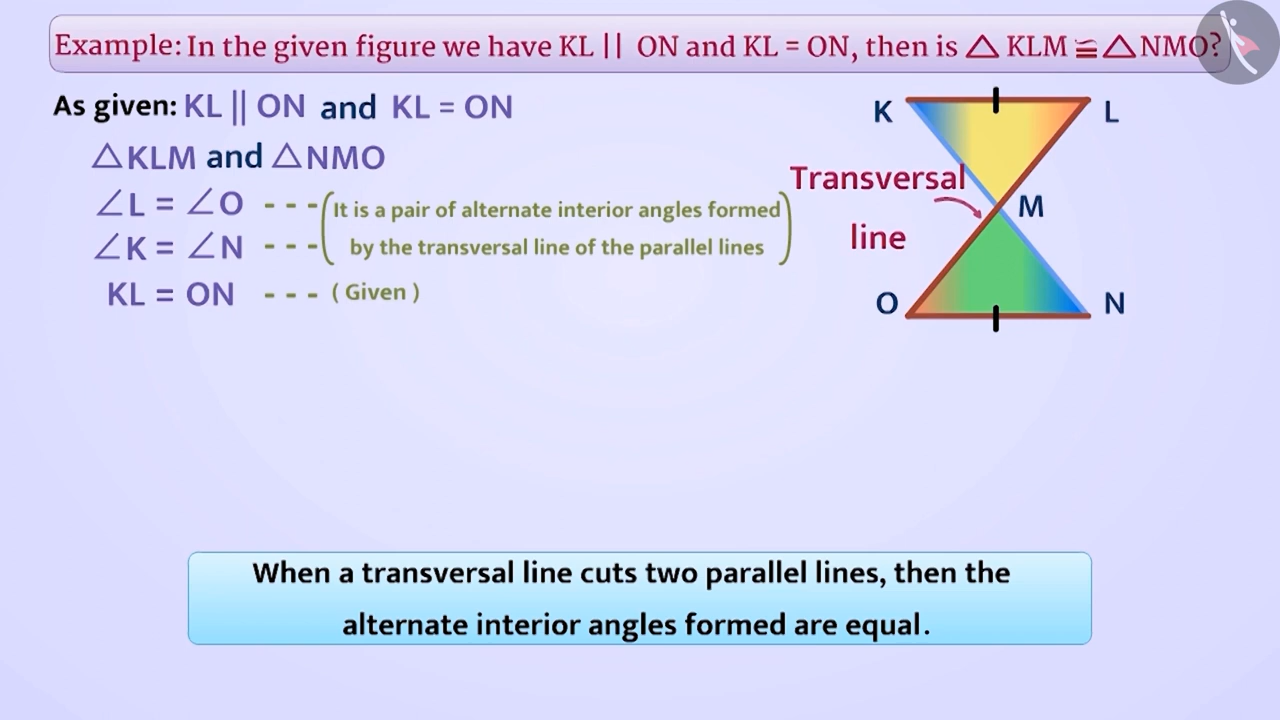 Example: In the given figure we have KL || ON and KL = ON, then is △ KLM ≌ △ NMO?
As given: KL || ON and KL = ON
△KLM and △NMO
∠L = ∠O - - - (It is a pair of alternate interior angles formed
∠K = ∠N - - - by the transversal line of the parallel lines)
KL = ON - - - ( Given )
K
L
Transversal
line
M
O
N
When a transversal line cuts two parallel lines, then the
alternate interior angles formed are equal.